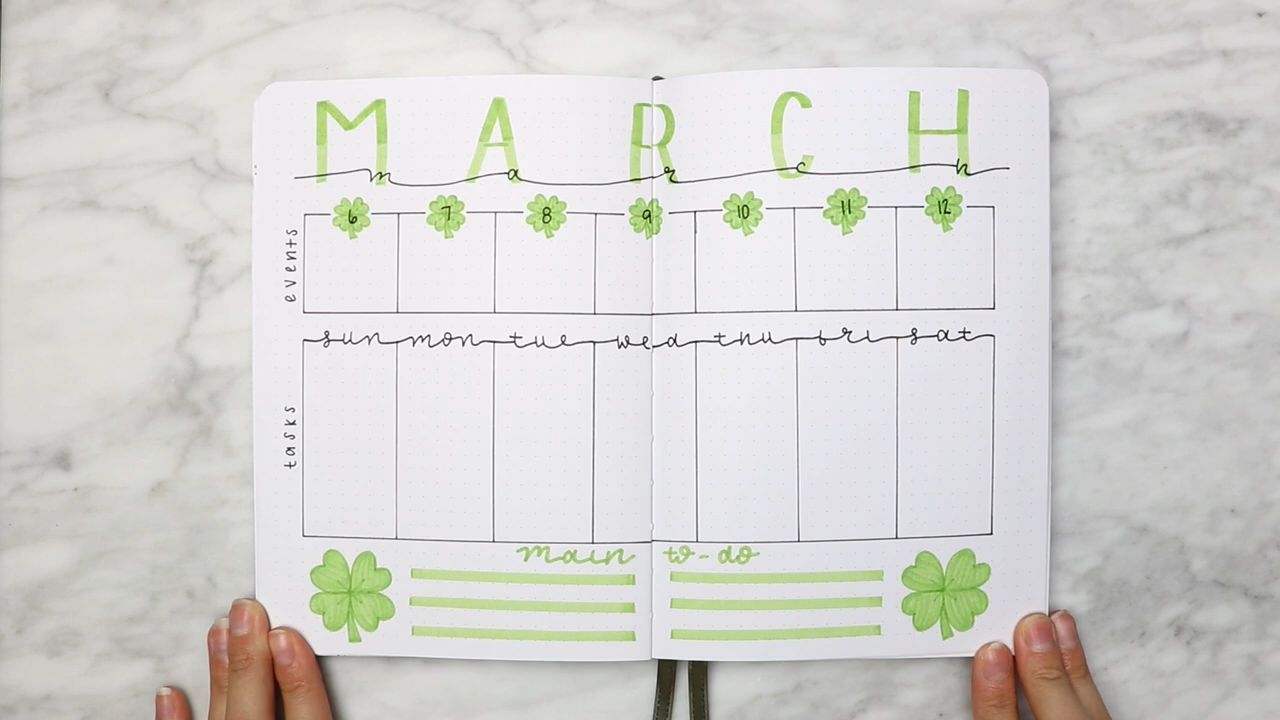 MARCH
march
6 7 8 9 10 11 12
events
sun mon tue wed thu fri sat
tasks
main to-do